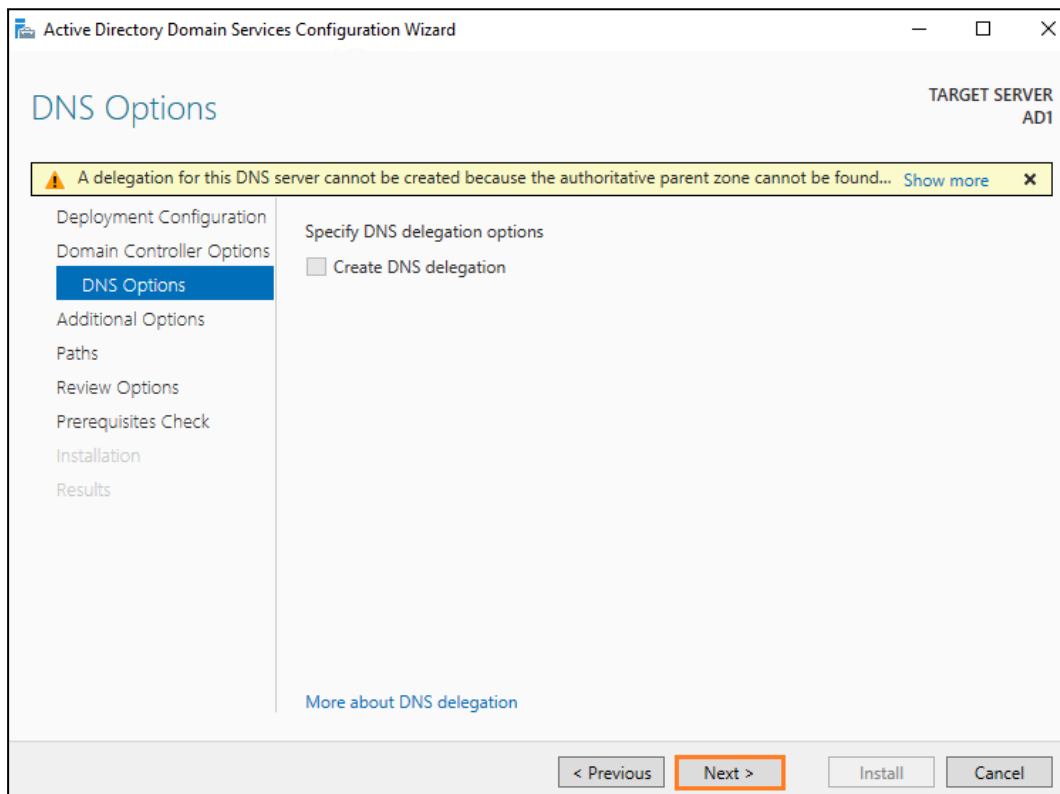 Active Directory Domain Services Configuration Wizard
DNS Options
TARGET SERVER
AD1
A delegation for this DNS server cannot be created because the authoritative parent zone cannot be found... Show more
Deployment Configuration
Domain Controller Options
DNS Options
Additional Options
Paths
Review Options
Prerequisites Check
Installation
Results
Specify DNS delegation options
Create DNS delegation
More about DNS delegation
< Previous
Next >
Install
Cancel